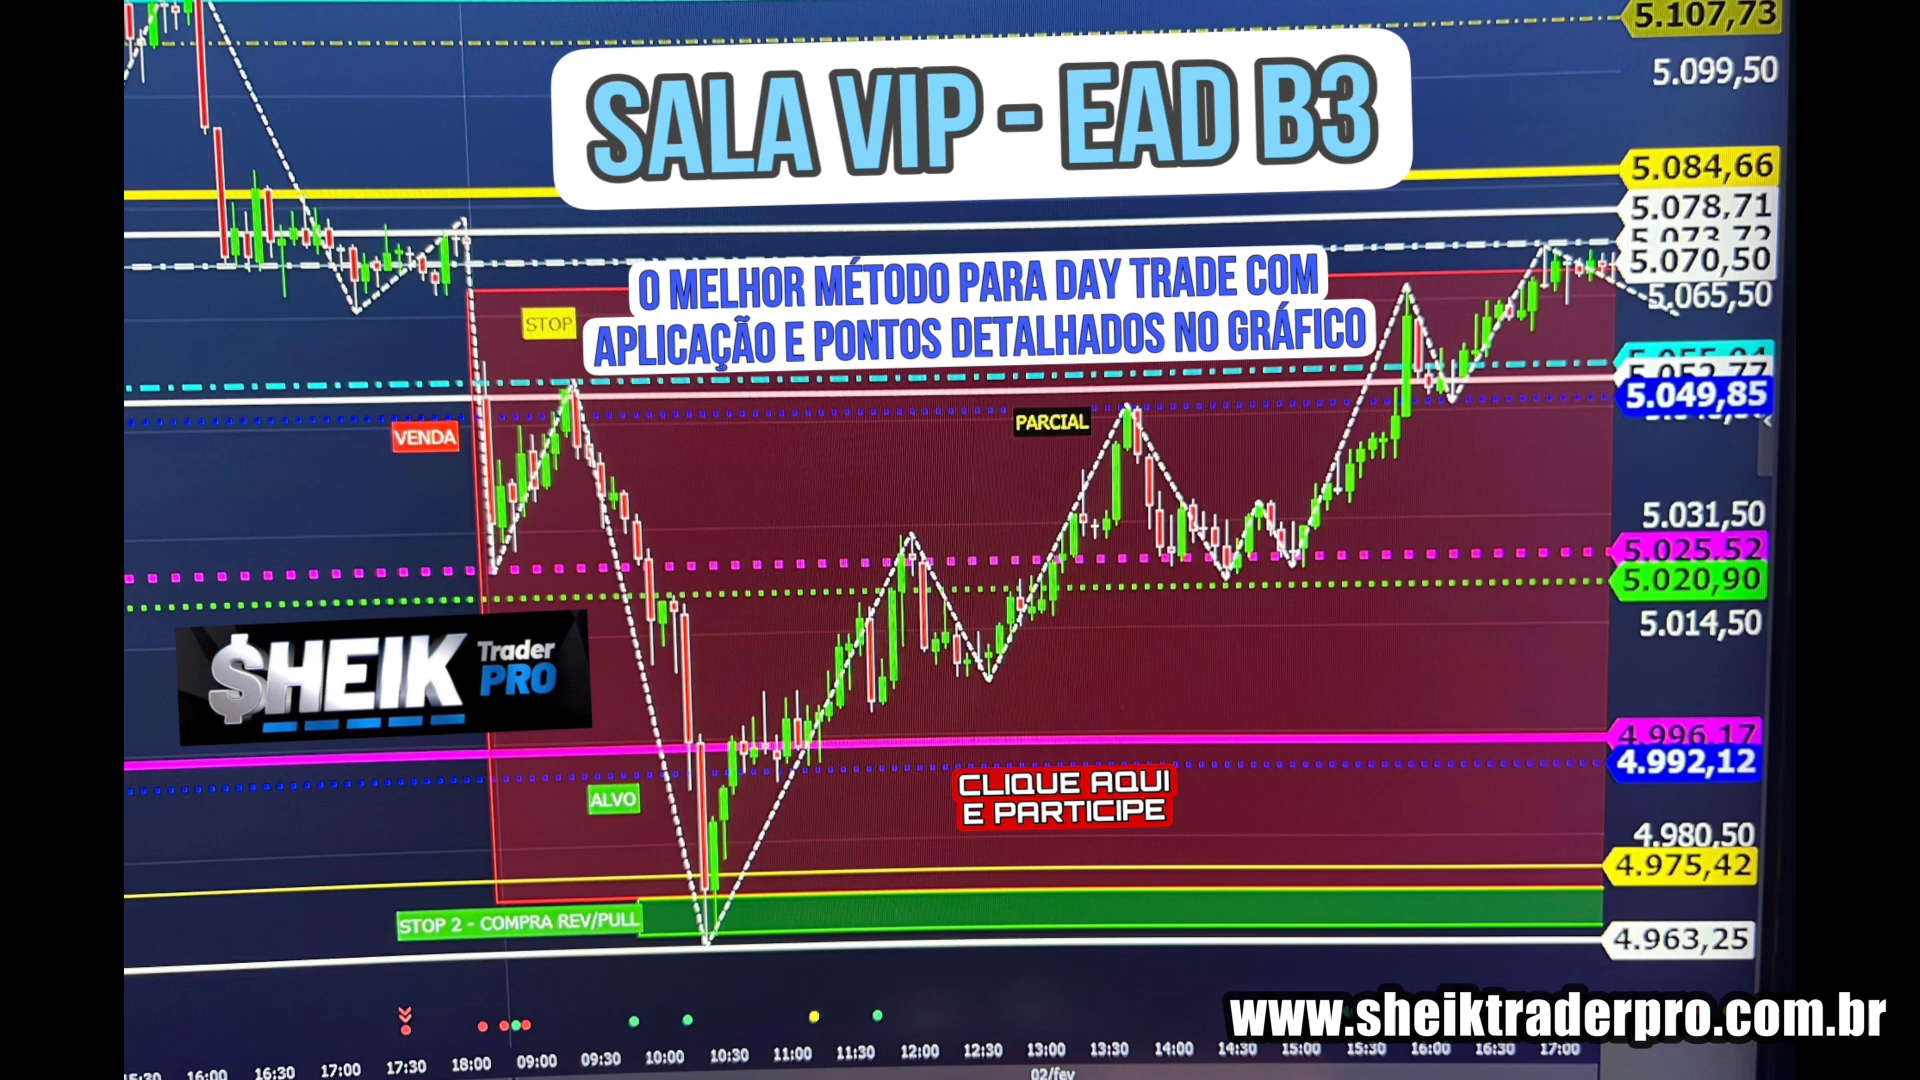 5.107,73
SALA VIP - EAD B3
5.099,50
5.084,66
5.078,71
5.073,72
5.070,50
O MELHOR MÉTODO PARA DAY TRADE COM
APLICAÇÃO E PONTOS DETALHADOS NO GRÁFICO
5.065,50
STOP
5.049,85
VENDA
PARCIAL
5.031,50
5.025,52
5.020,90
5.014,50
$HEIK Trader
PRO
4.996,17
4.992,12
ALVO
CLIQUE AQUI
E PARTICIPE
4.980,50
4.975,42
STOP 2 - COMPRA REV/PULL
4.963,25
www.sheiktraderpro.com.br
16:00 16:30 17:00 17:30 18:00 09:00 09:30 10:00 10:30 11:00 11:30 12:00 12:30 13:00 13:30 14:00 14:30 15:00 15:30 16:00 16:30 17:00
02/fev